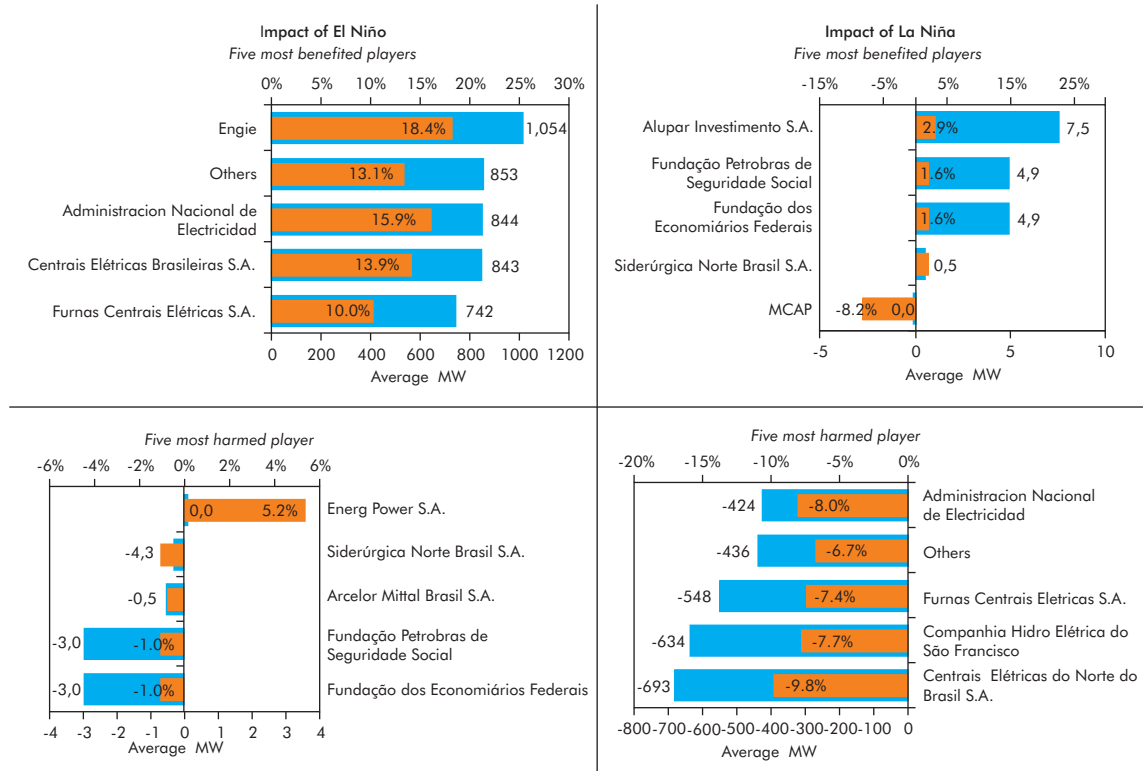 Impact of El Niño
Five most benefited players
0% 5% 10% 15% 20% 25% 30%
Engie 18.4% 1,054
Others 13.1% 853
Administracion Nacional de
Electricidad 15.9% 844
Centrais Elétricas Brasileiras S.A. 13.9% 843
Furnas Centrais Elétricas S.A. 10.0% 742
0 200 400 600 800 1000 1200
Average MW
Impact of La Niña
Five most benefited players
-15% -5% 5% 15% 25%
Alupar Investimento S.A. 2.9% 7,5
Fundação Petrobras de
Seguridade Social 1.6% 4,9
Fundação dos
Economiários Federais 1.6% 4,9
Siderúrgica Norte Brasil S.A. 0,5
MCAP -8.2% 0,0
-5 0 5 10
Average MW
Five most harmed player
-6% -4% -2% 0% 2% 4% 6%
0,0 5.2% Energ Power S.A.
-4,3 Siderúrgica Norte Brasil S.A.
-0,5 Arcelor Mittal Brasil S.A.
-3,0 -1.0% Fundação Petrobras de
Seguridade Social
-3,0 -1.0% Fundação dos Economiários Federais
-4 -3 -2 -1 0 1 2 3 4
Average MW
Five most harmed player
-20% -15% -10% -5% 0%
-424 -8.0% Administracion Nacional
de Electricidad
-436 -6.7% Others
-548 -7.4% Furnas Centrais Eletricas S.A.
-634 -7.7% Companhia Hidro Elétrica do
São Francisco
-693 -9.8% Centrais Elétricas do Norte do
Brasil S.A.
-800 -700 -600 -500 -400 -300 -200 -100 0
Average MW